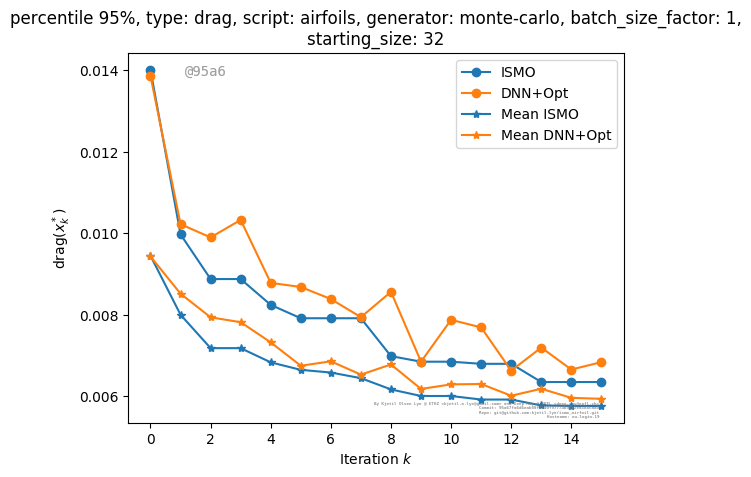 percentile 95%, type: drag, script: airfoils, generator: monte-carlo, batch_size_factor: 1,
starting_size: 32
@95a6
ISMO
DNN+Opt
Mean ISMO
Mean DNN+Opt
0.014
0.012
0.010
0.008
0.006
drag(x*k)
0 2 4 6 8 10 12 14
Iteration k